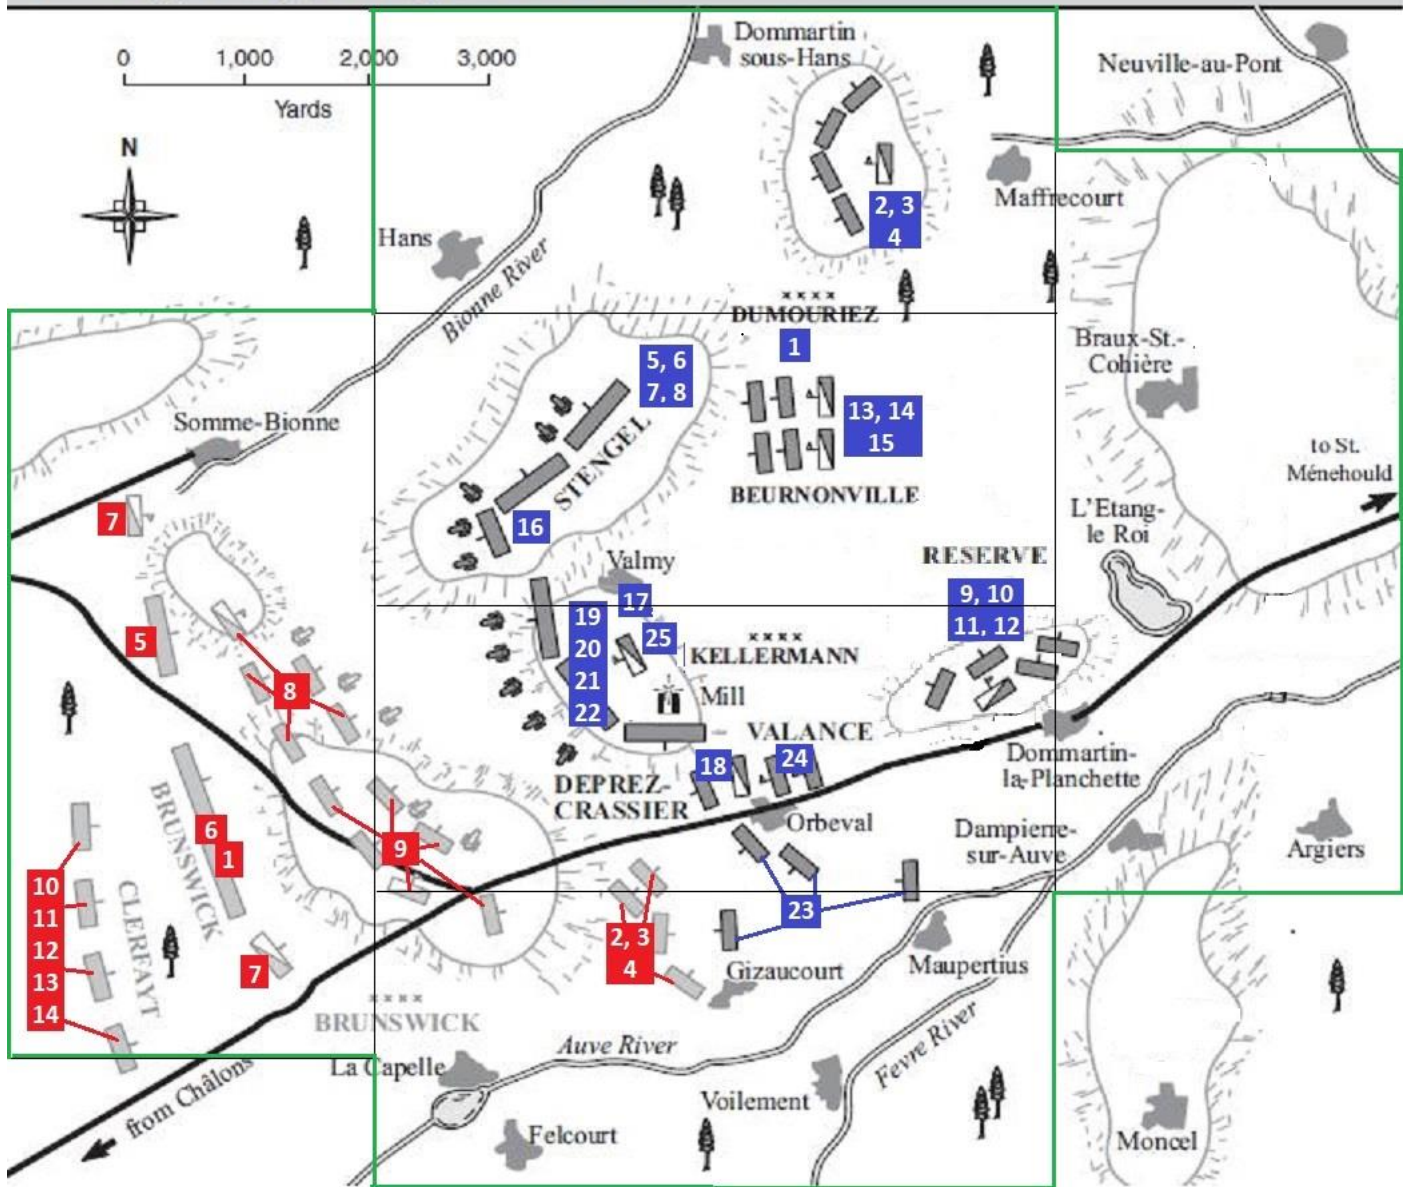 0 1,000 2,000 3,000
Yards
N
Dommartin
sous-Hans
Neuville-au-Pont
Maffrecourt
2, 3
4
Hans
Bionne River
xxxx
DUMOURIEZ
1
5, 6
7, 8
13, 14
15
BEURNONVILLE
STENGEL
16
Braux-St.-
Cohière
to St.
Ménehould
L'Etang-
le Roi
Somme-Bionne
7
5
8
Valmy
17
19
20
21
22
25
xxxx
KELLERMANN
Mill
RESERVE
9, 10
11, 12
VALANCE
18
24
DEPREZ-
CRASSIER
Orbeval
Dommartin-
la-Planchette
Dampierre-
sur-Auve
Argiers
BRUNSWICK
6
1
9
10
11
12
13
14
CLERFAYT
7
2, 3
4
23
Gizaucourt
Maupertius
xxxx
BRUNSWICK
La Capelle
from Châlons
Auve River
Fevre River
Voilement
Felcourt
Moncel